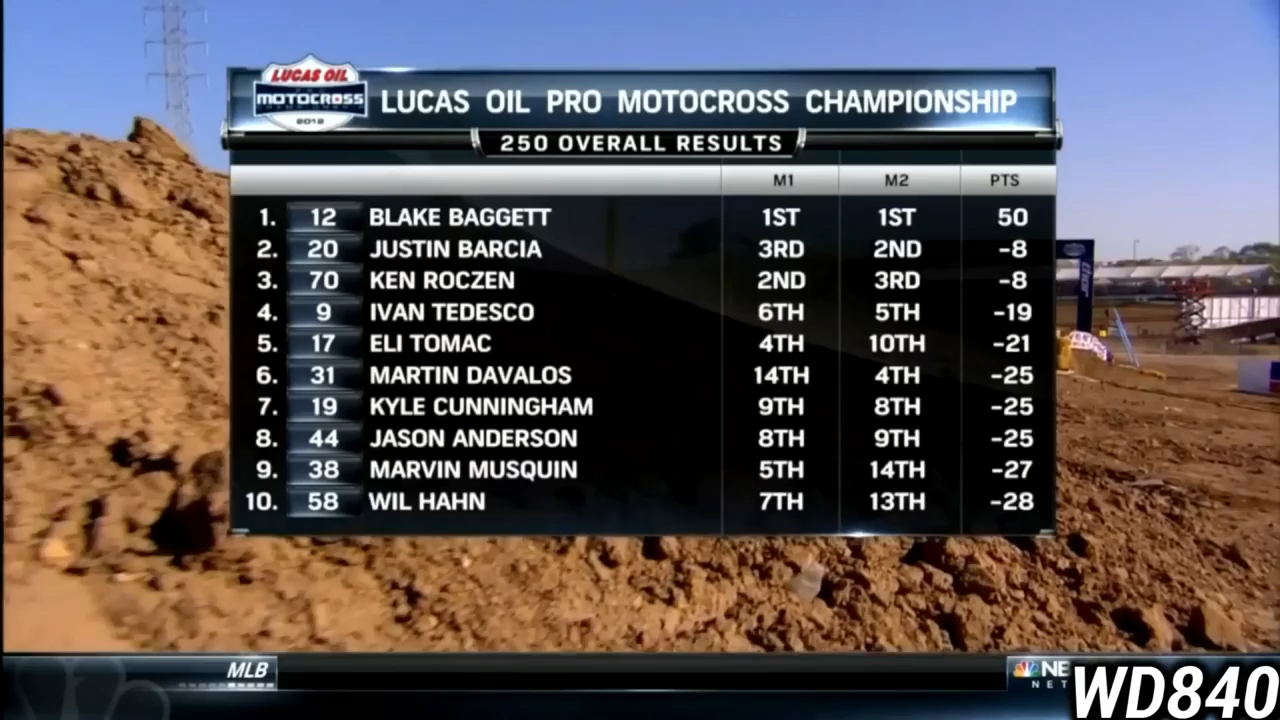 LUCAS OIL
MOTOCROSS
2012
LUCAS OIL PRO MOTOCROSS CHAMPIONSHIP
250 OVERALL RESULTS
M1 M2 PTS
1. 12 BLAKE BAGGETT 1ST 1ST 50
2. 20 JUSTIN BARCIA 3RD 2ND -8
3. 70 KEN ROCZEN 2ND 3RD -8
4. 9 IVAN TEDESCO 6TH 5TH -19
5. 17 ELI TOMAC 4TH 10TH -21
6. 31 MARTIN DAVALOS 14TH 4TH -25
7. 19 KYLE CUNNINGHAM 9TH 8TH -25
8. 44 JASON ANDERSON 8TH 9TH -25
9. 38 MARVIN MUSQUIN 5TH 14TH -27
10. 58 WIL HAHN 7TH 13TH -28
thor
MLB
WD840